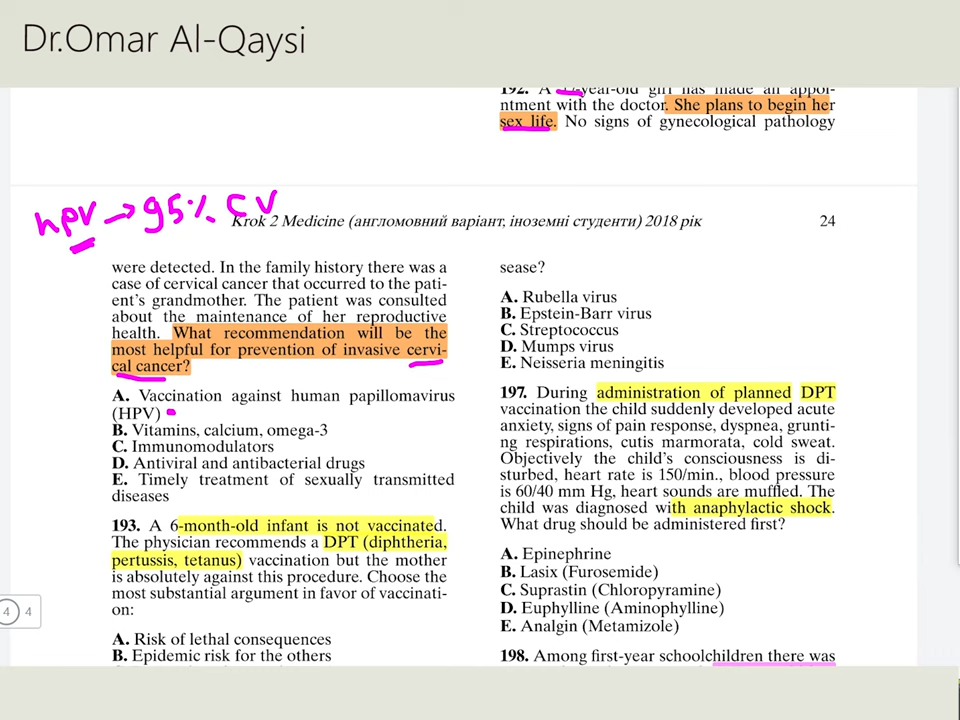 Dr.Omar Al-Qaysi
192. A 17-year-old girl has made an appoi-
ntment with the doctor. She plans to begin her
sex life. No signs of gynecological pathology
hpv → 95% CV
Krok 2 Medicine (англомовний варіант, іноземні студенти) 2018 рік
24
were detected. In the family history there was a
case of cervical cancer that occurred to the pati-
ent's grandmother. The patient was consulted
about the maintenance of her reproductive
health. What recommendation will be the
most helpful for prevention of invasive cervi-
cal cancer?
A. Vaccination against human papillomavirus
(HPV)
B. Vitamins, calcium, omega-3
C. Immunomodulators
D. Antiviral and antibacterial drugs
E. Timely treatment of sexually transmitted
diseases
193. A 6-month-old infant is not vaccinated.
The physician recommends a DPT (diphtheria,
pertussis, tetanus) vaccination but the mother
is absolutely against this procedure. Choose the
most substantial argument in favor of vaccinati-
on:
A. Risk of lethal consequences
B. Epidemic risk for the others
sease?
A. Rubella virus
B. Epstein-Barr virus
C. Streptococcus
D. Mumps virus
E. Neisseria meningitis
197. During administration of planned DPT
vaccination the child suddenly developed acute
anxiety, signs of pain response, dyspnea, grunti-
ng respirations, cutis marmorata, cold sweat.
Objectively the child's consciousness is di-
sturbed, heart rate is 150/min., blood pressure
is 60/40 mm Hg, heart sounds are muffled. The
child was diagnosed with anaphylactic shock.
What drug should be administered first?
A. Epinephrine
B. Lasix (Furosemide)
C. Suprastin (Chloropyramine)
D. Euphylline (Aminophylline)
E. Analgin (Metamizole)
198. Among first-year schoolchildren there was
4 4